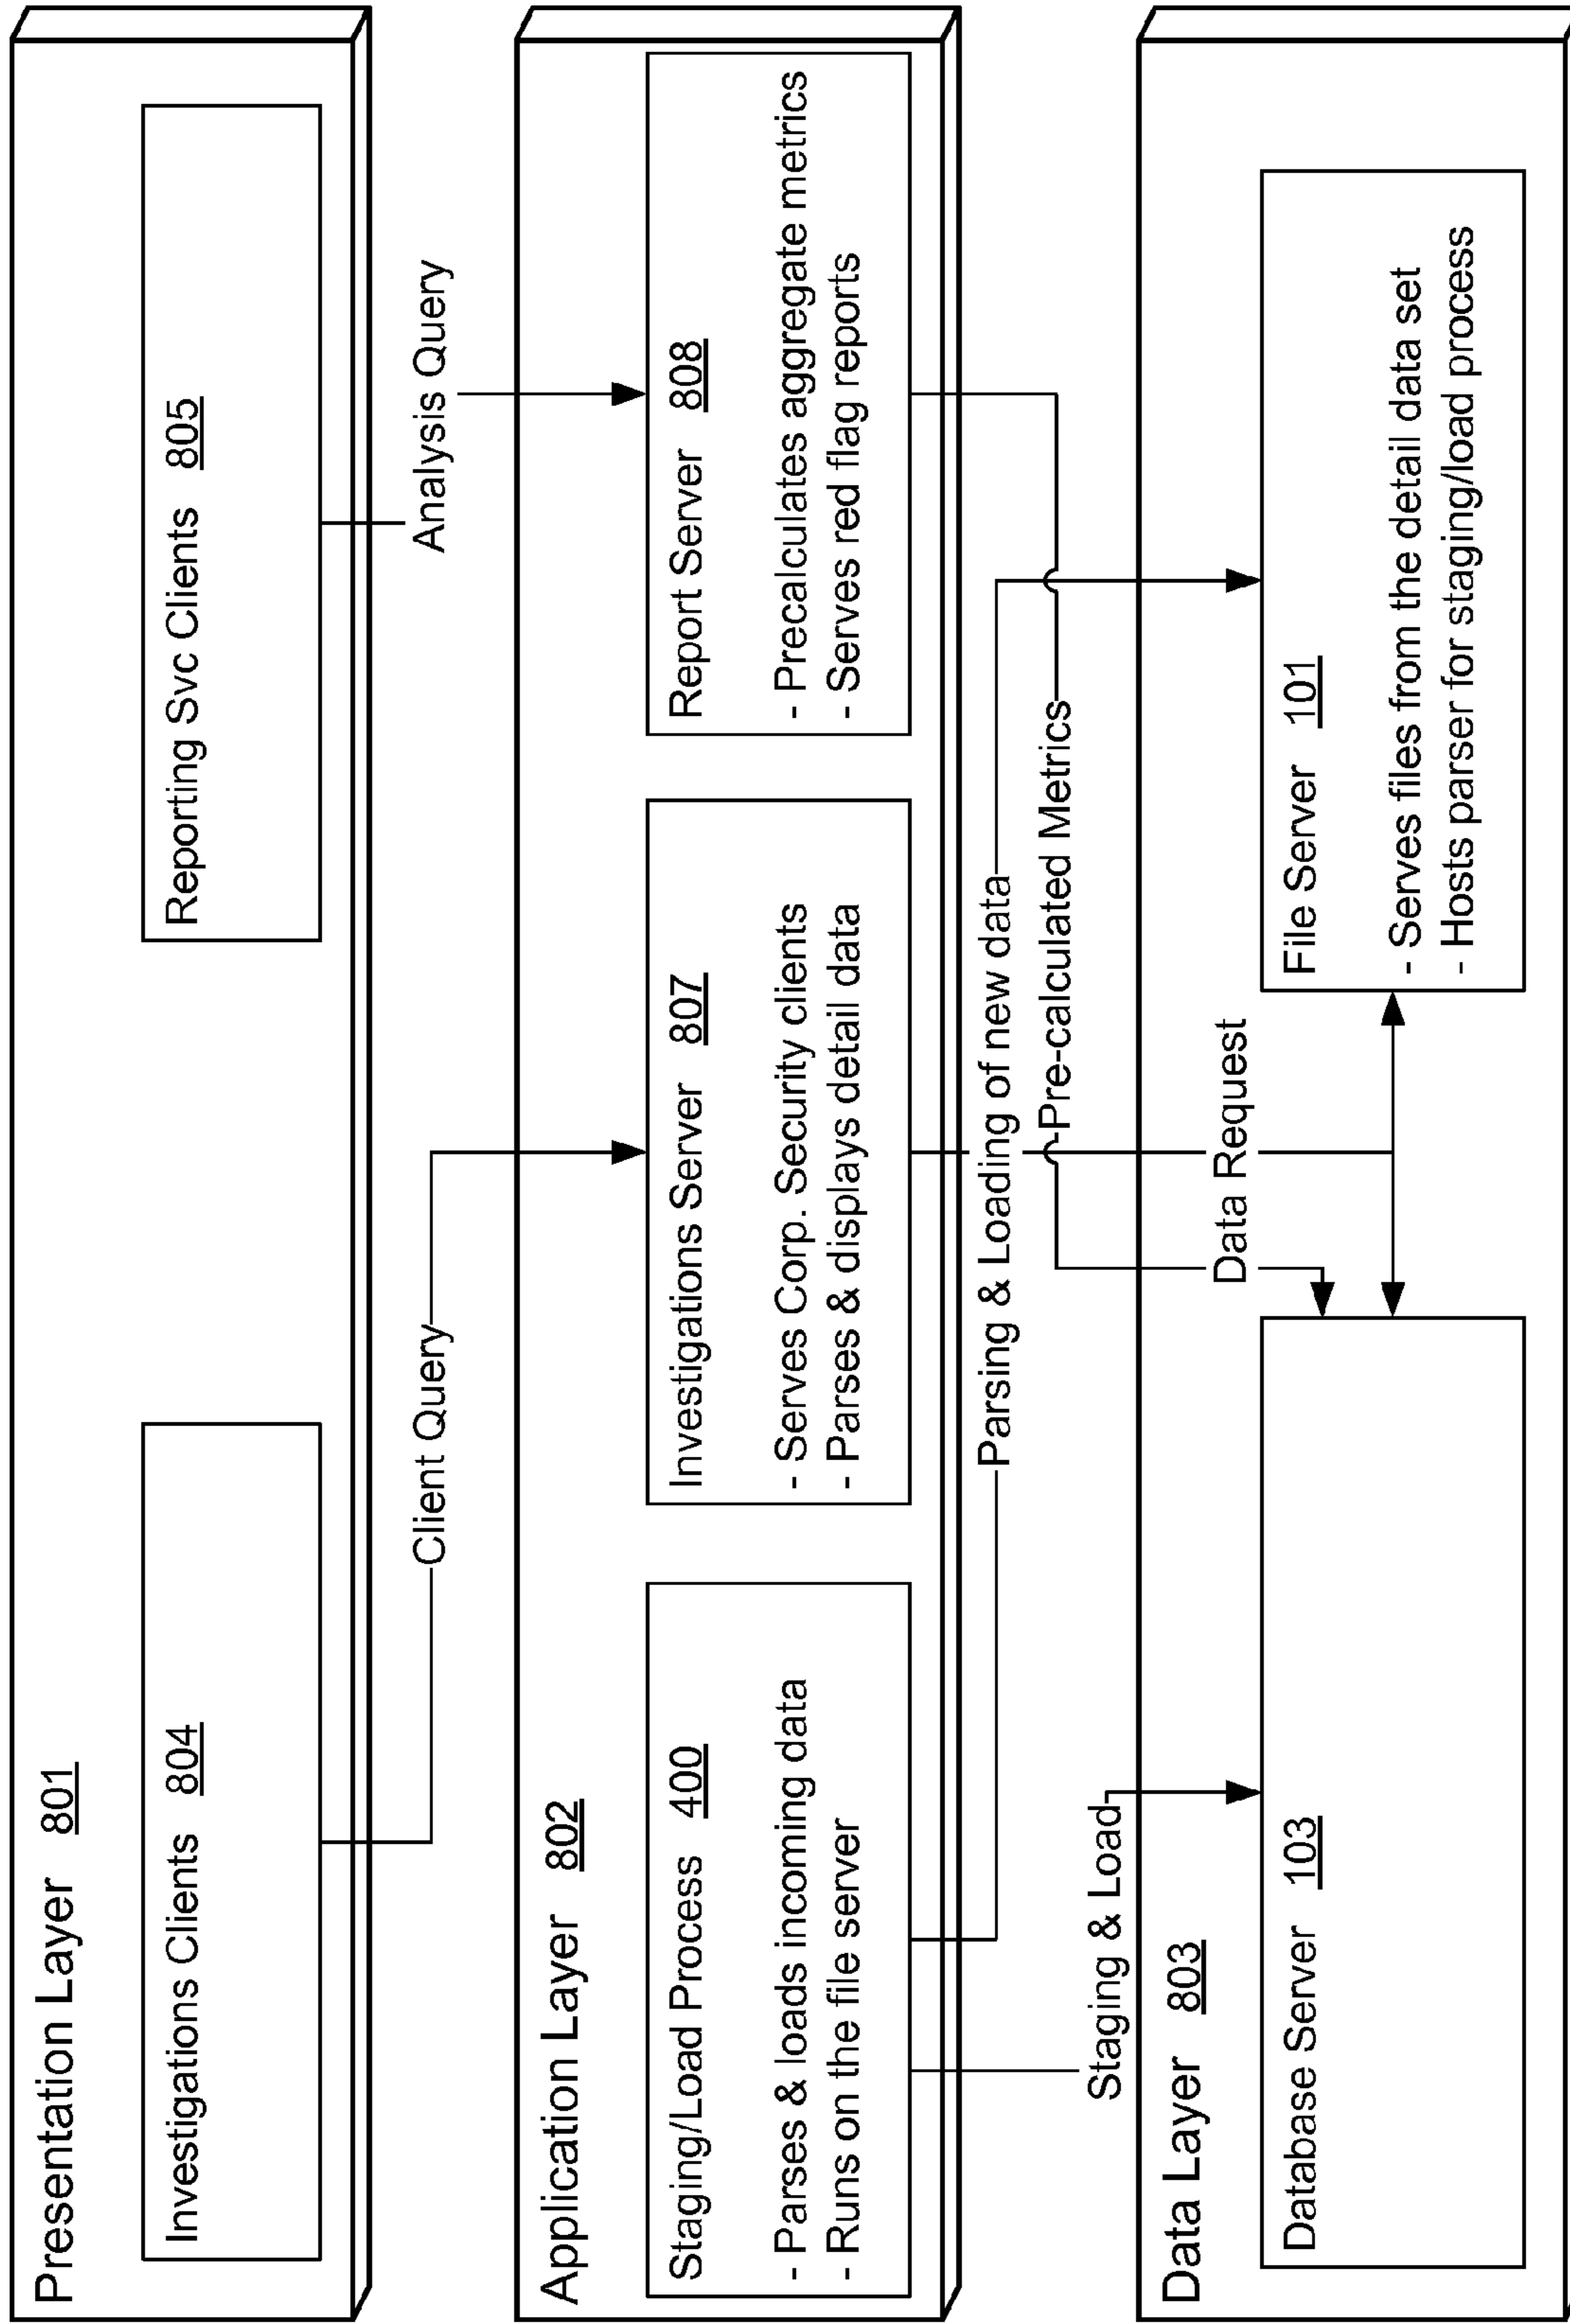 Presentation Layer 801
Investigations Clients 804
Reporting Svc Clients 805
Client Query
Analysis Query
Application Layer 802
Staging/Load Process 400
- Parses & loads incoming data
- Runs on the file server
Investigations Server 807
- Serves Corp. Security clients
- Parses & displays detail data
Report Server 808
- Precalculates aggregate metrics
- Serves red flag reports
Parsing & Loading of new data
Pre-calculated Metrics
Staging & Load
Data Request
Data Layer 803
Database Server 103
File Server 101
- Serves files from the detail data set
- Hosts parser for staging/load process